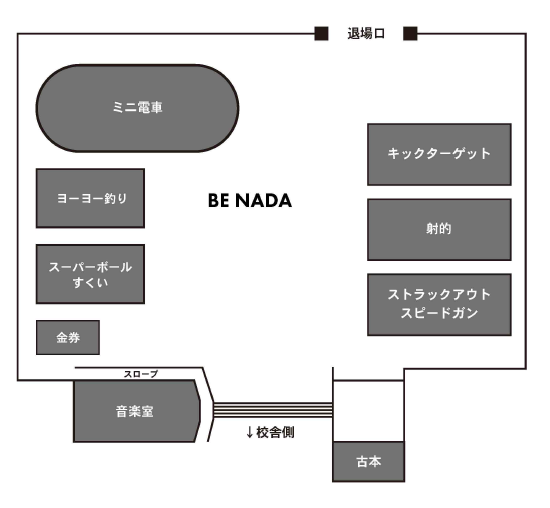 退場口
ミニ電車
キックターゲット
ヨーヨー釣り
BE NADA
射的
スーパーボール
すくい
ストラックアウト
スピードガン
金券
スロープ
音楽室
↓校舎側
古本